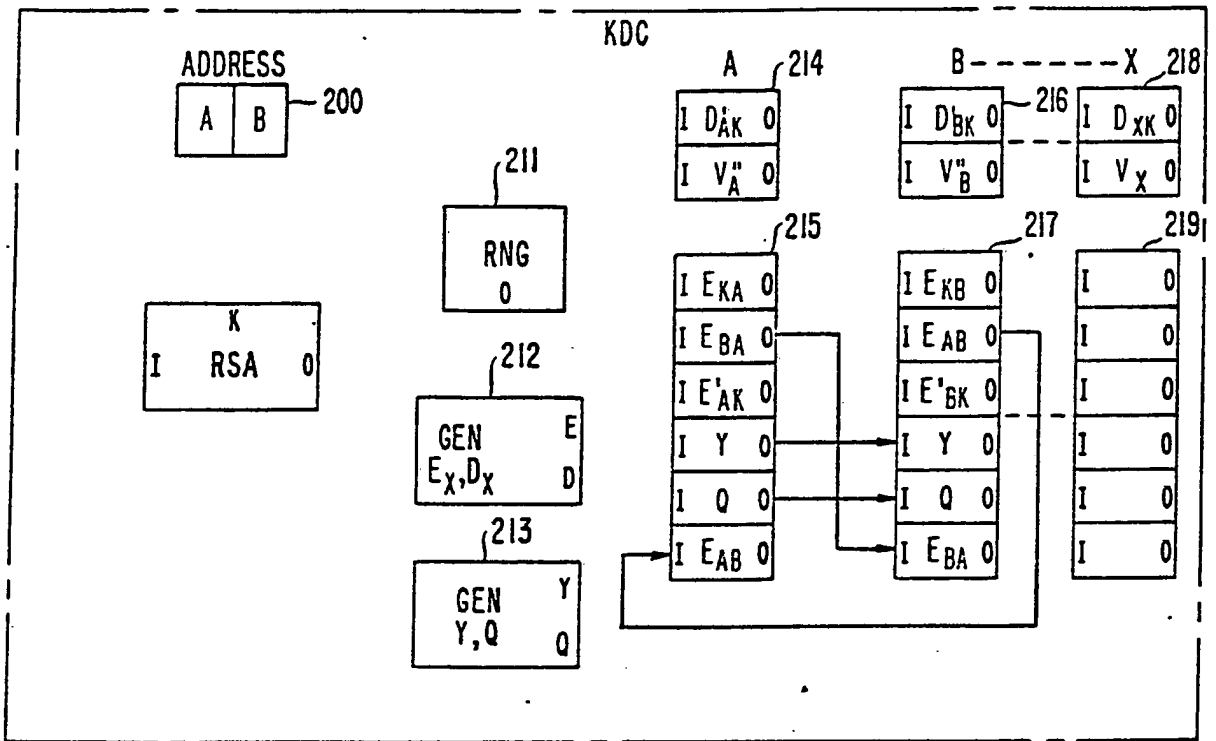 KDC
ADDRESS
A B
200
A
214
B - - - - - - X
218
I D'AK O
I V"A O
216
I D'BK O
I V"B O
I DXK O
I VX O
211
RNG
O
K
I RSA O
212
GEN E
EX,DX D
213
GEN Y
Y,Q Q
215
I EKA O
I EBA O
I E'AK O
I Y O
I Q O
I EAB O
217
I EKB O
I EAB O
I E'BK O
I Y O
I Q O
I EBA O
219
I O
I O
I O
I O
I O
I O